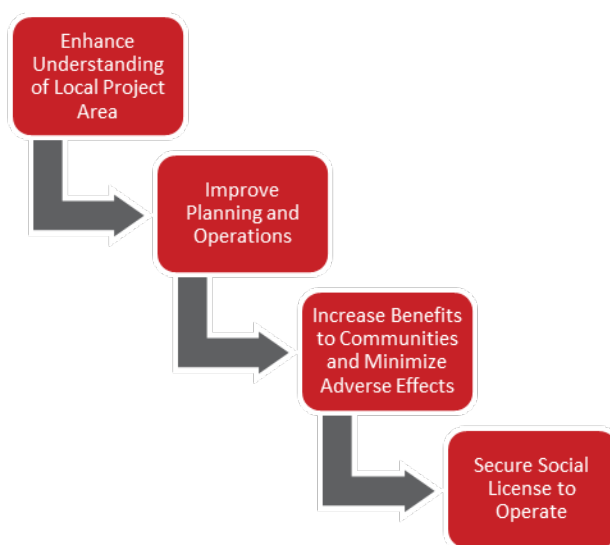 Enhance
Understanding
of Local Project
Area
Improve
Planning and
Operations
Increase Benefits
to Communities
and Minimize
Adverse Effects
Secure Social
License to
Operate